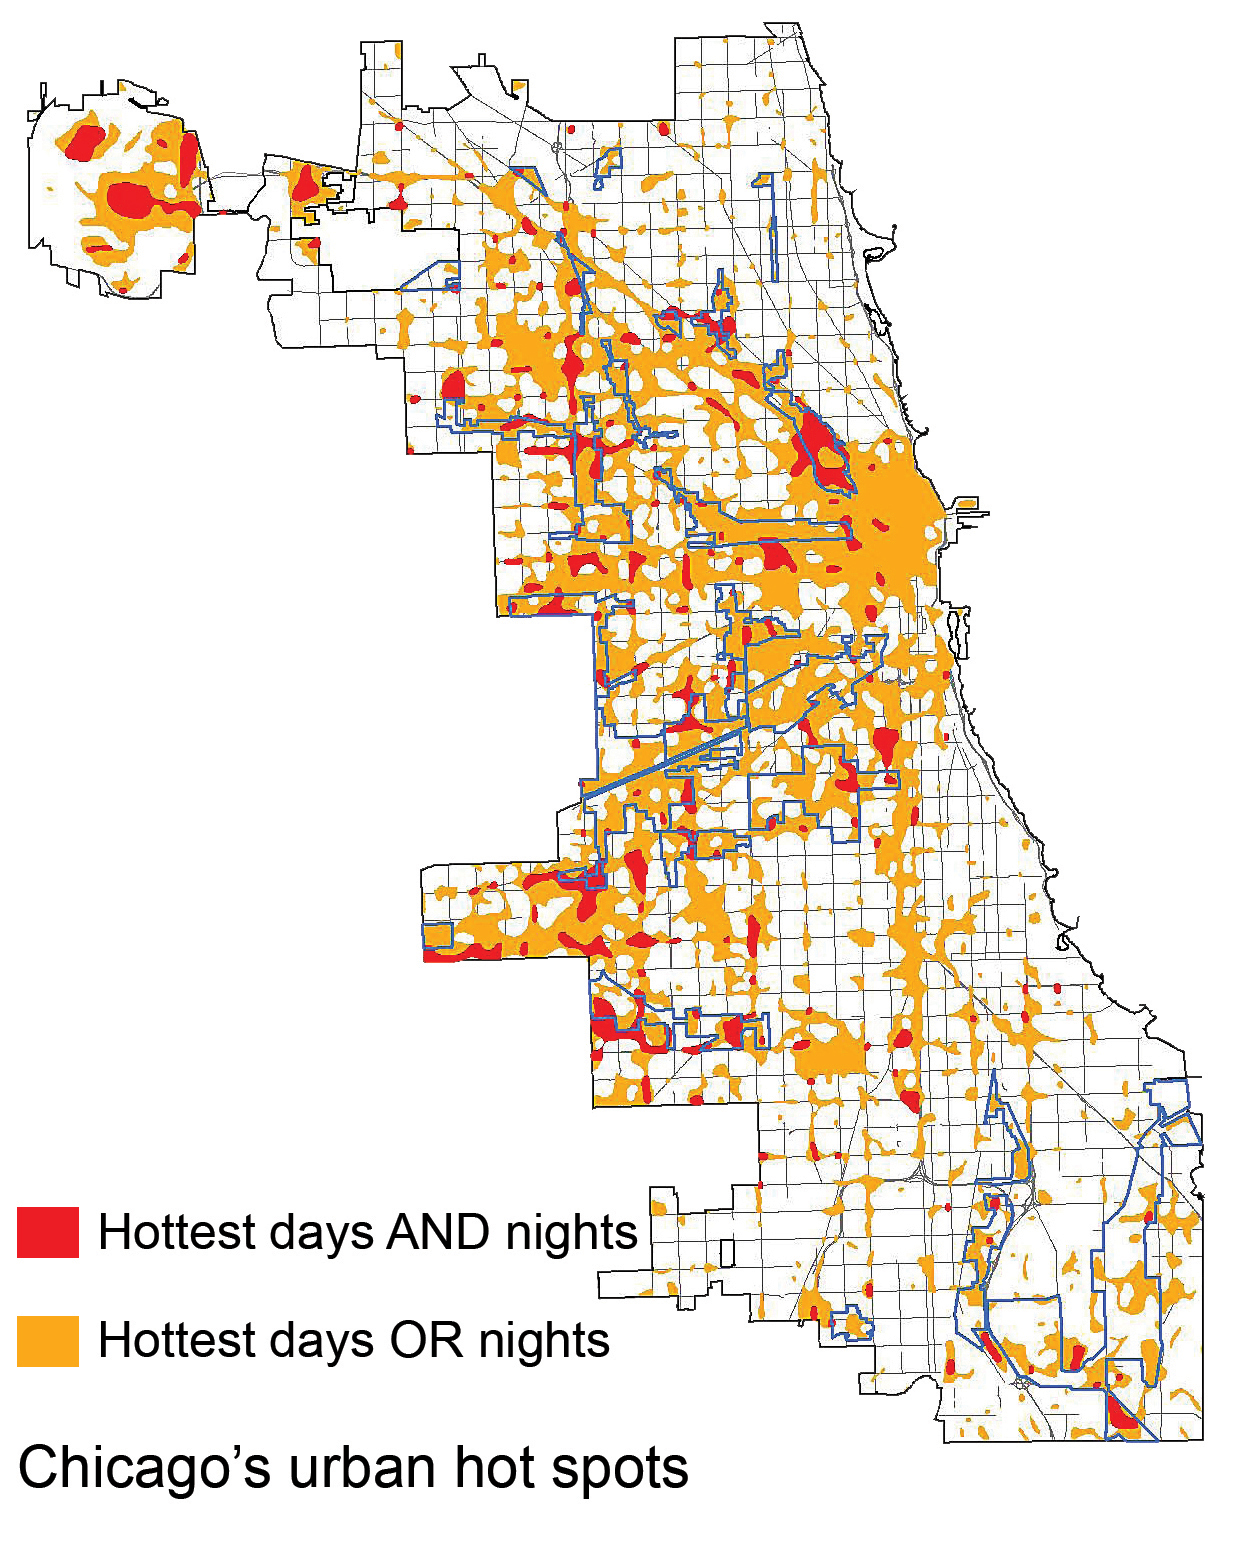 Hottest days AND nights
Hottest days OR nights
Chicago’s urban hot spots